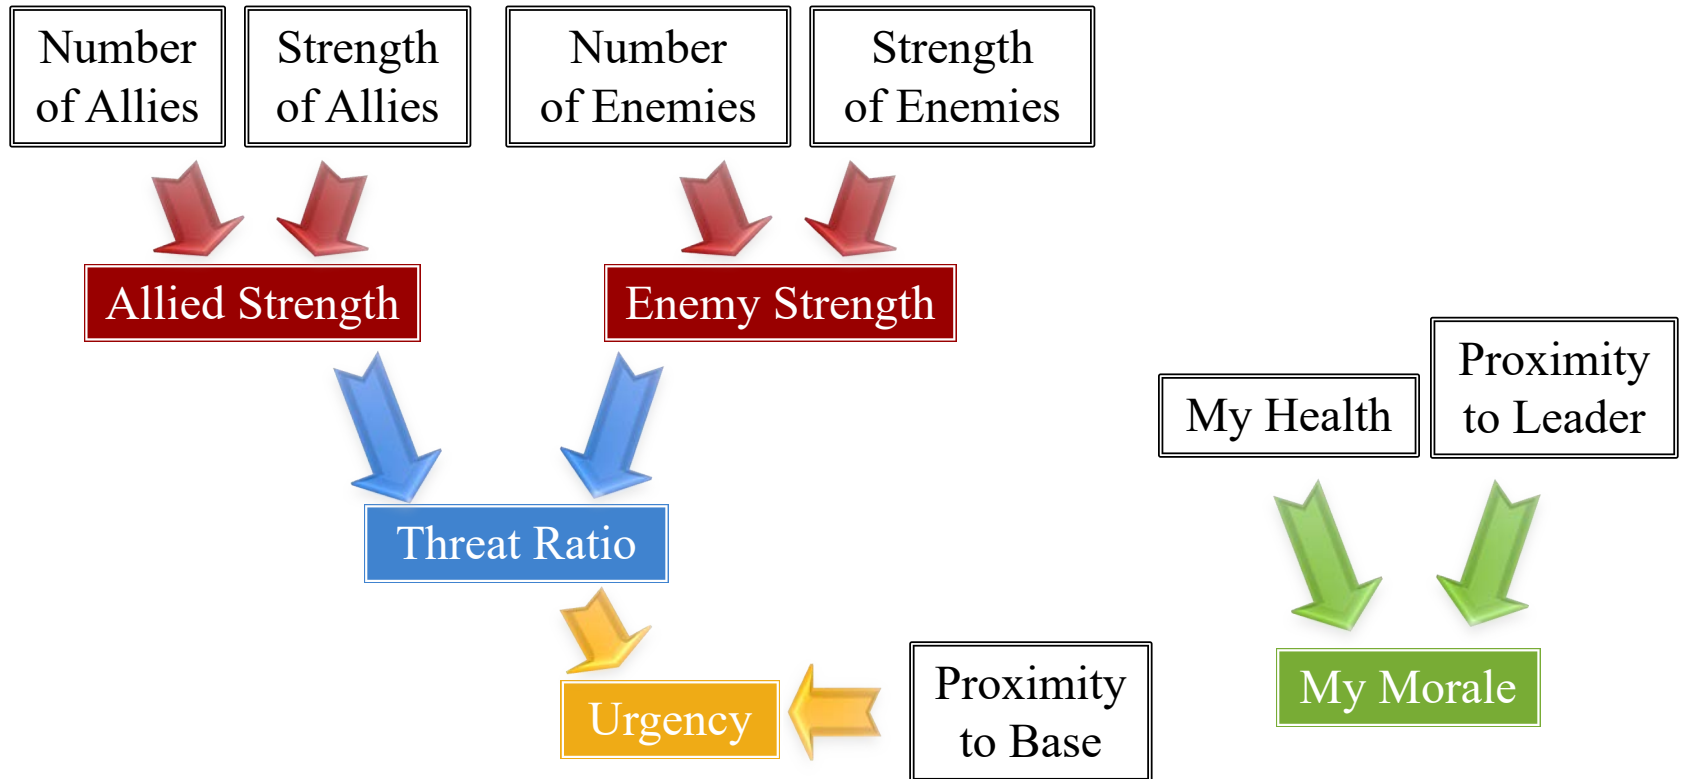 Number
of Allies
Strength
of Allies
Number
of Enemies
Strength
of Enemies
Allied Strength
Enemy Strength
My Health
Proximity
to Leader
Threat Ratio
Urgency
Proximity
to Base
My Morale